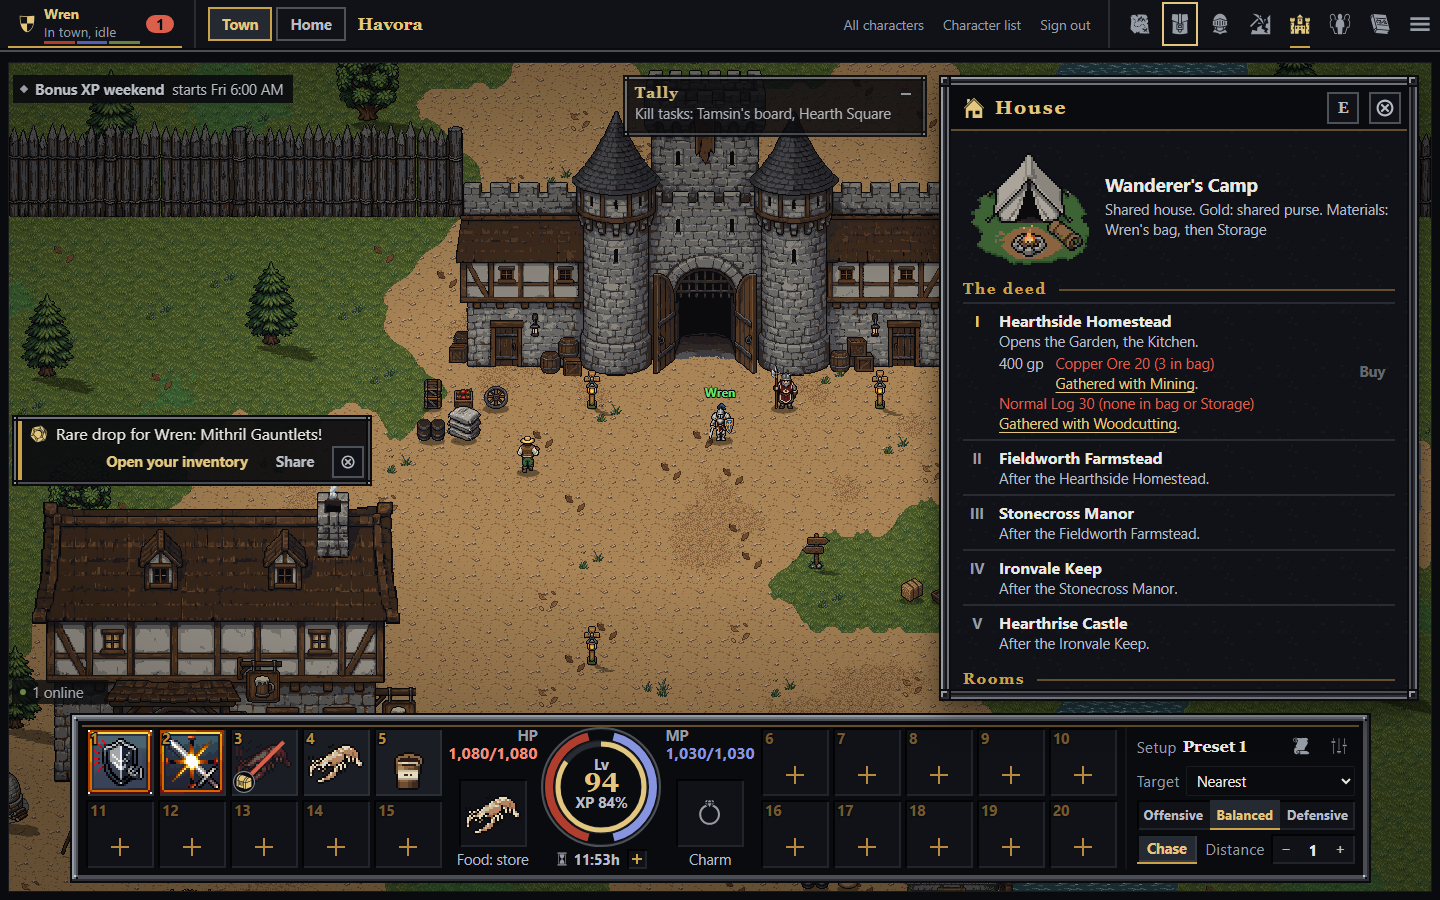 Wren
In town, idle
1
Town
Home
Havora
All characters
Character list
Sign out
Bonus XP weekend starts Fri 6:00 AM
Tally
Kill tasks: Tamsin's board, Hearth Square
House
E
Wanderer's Camp
Shared house. Gold: shared purse. Materials:
Wren's bag, then Storage
The deed
I
Hearthside Homestead
Opens the Garden, the Kitchen.
400 gp Copper Ore 20 (3 in bag)
Gathered with Mining.
Normal Log 30 (none in bag or Storage)
Gathered with Woodcutting.
Buy
II
Fieldworth Farmstead
After the Hearthside Homestead.
III
Stonecross Manor
After the Fieldworth Farmstead.
IV
Ironvale Keep
After the Stonecross Manor.
V
Hearthrise Castle
After the Ironvale Keep.
Rooms
Wren
Rare drop for Wren: Mithril Gauntlets!
Open your inventory
Share
1 online
1
2
3
4
5
HP
1,080/1,080
Lv
94
XP 84%
MP
1,030/1,030
6
7
8
9
10
11
12
13
14
15
Food: store
11:53h
Charm
16
17
18
19
20
Setup Preset 1
Target Nearest
Offensive Balanced Defensive
Chase Distance − 1 +